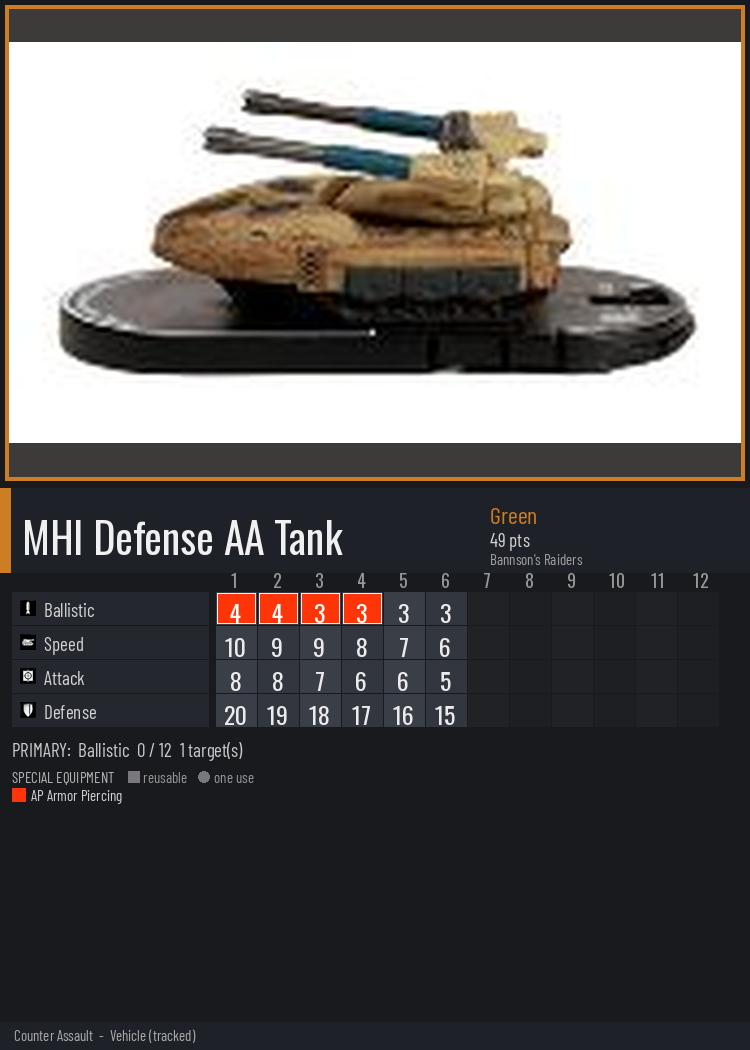 MHI Defense AA Tank
Green
49 pts
Bannson's Raiders
1 2 3 4 5 6 7 8 9 10 11 12
Ballistic 4 4 3 3 3 3
Speed 10 9 9 8 7 6
Attack 8 8 7 6 6 5
Defense 20 19 18 17 16 15
PRIMARY: Ballistic 0 / 12 1 target(s)
SPECIAL EQUIPMENT reusable one use
AP Armor Piercing
Counter Assault - Vehicle (tracked)